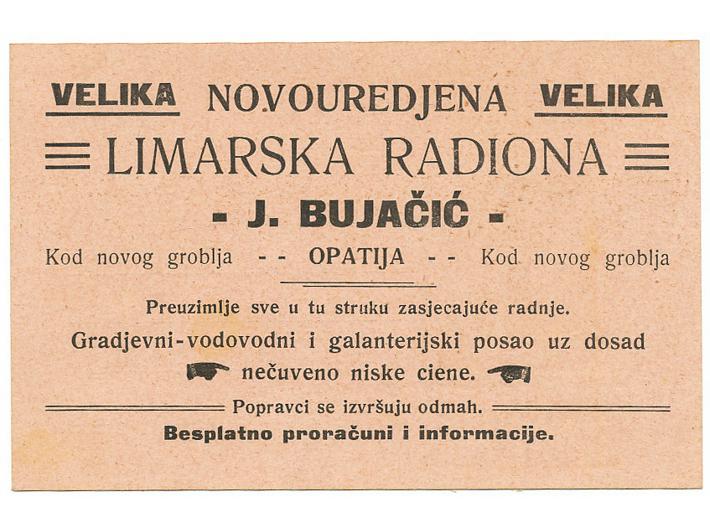 VELIKA NOVOUREDJENA VELIKA
LIMARSKA RADIONA
- J. BUJAČIĆ -
Kod novog groblja -- OPATIJA -- Kod novog groblja
Preuzimlje sve u tu struku zasjecajuće radnje.
Gradjevni-vodovodni i galanterijski posao uz dosad
nečuveno niske ciene.
Popravci se izvršuju odmah.
Besplatno proračuni i informacije.